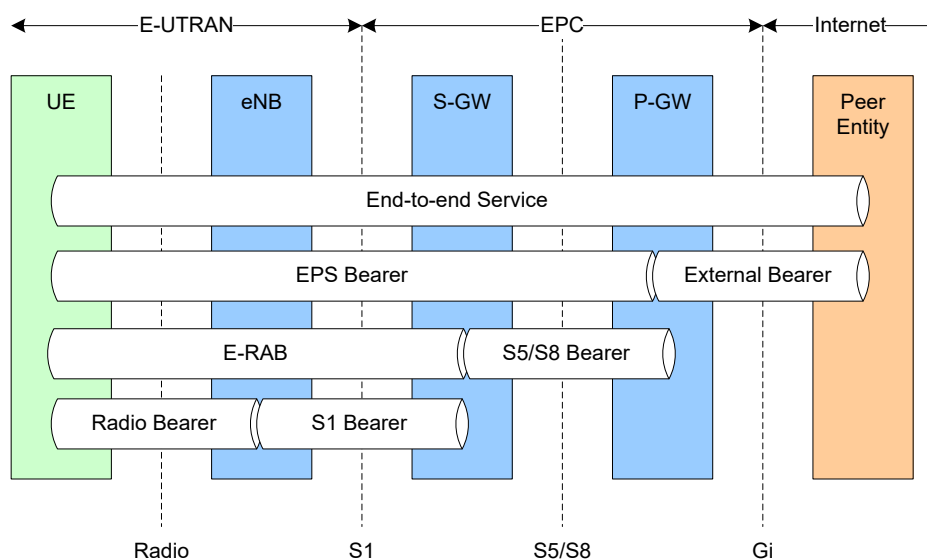 E-UTRAN EPC Internet
UE eNB S-GW P-GW Peer
Entity
End-to-end Service
EPS Bearer External Bearer
E-RAB S5/S8 Bearer
Radio Bearer S1 Bearer
Radio S1 S5/S8 Gi